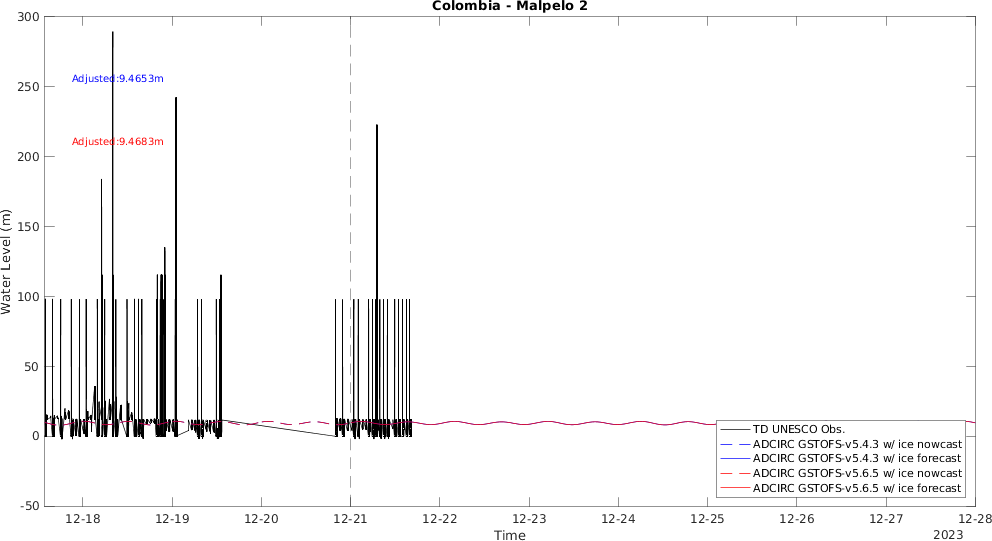 Colombia - Malpelo 2
300
250
200
150
100
50
0
-50
Water Level (m)
Adjusted:9.4653m
Adjusted:9.4683m
TD UNESCO Obs.
ADCIRC GSTOFS-v5.4.3 w/ ice nowcast
ADCIRC GSTOFS-v5.4.3 w/ ice forecast
ADCIRC GSTOFS-v5.6.5 w/ ice nowcast
ADCIRC GSTOFS-v5.6.5 w/ ice forecast
12-18 12-19 12-20 12-21 12-22 12-23 12-24 12-25 12-26 12-27 12-28
Time
2023